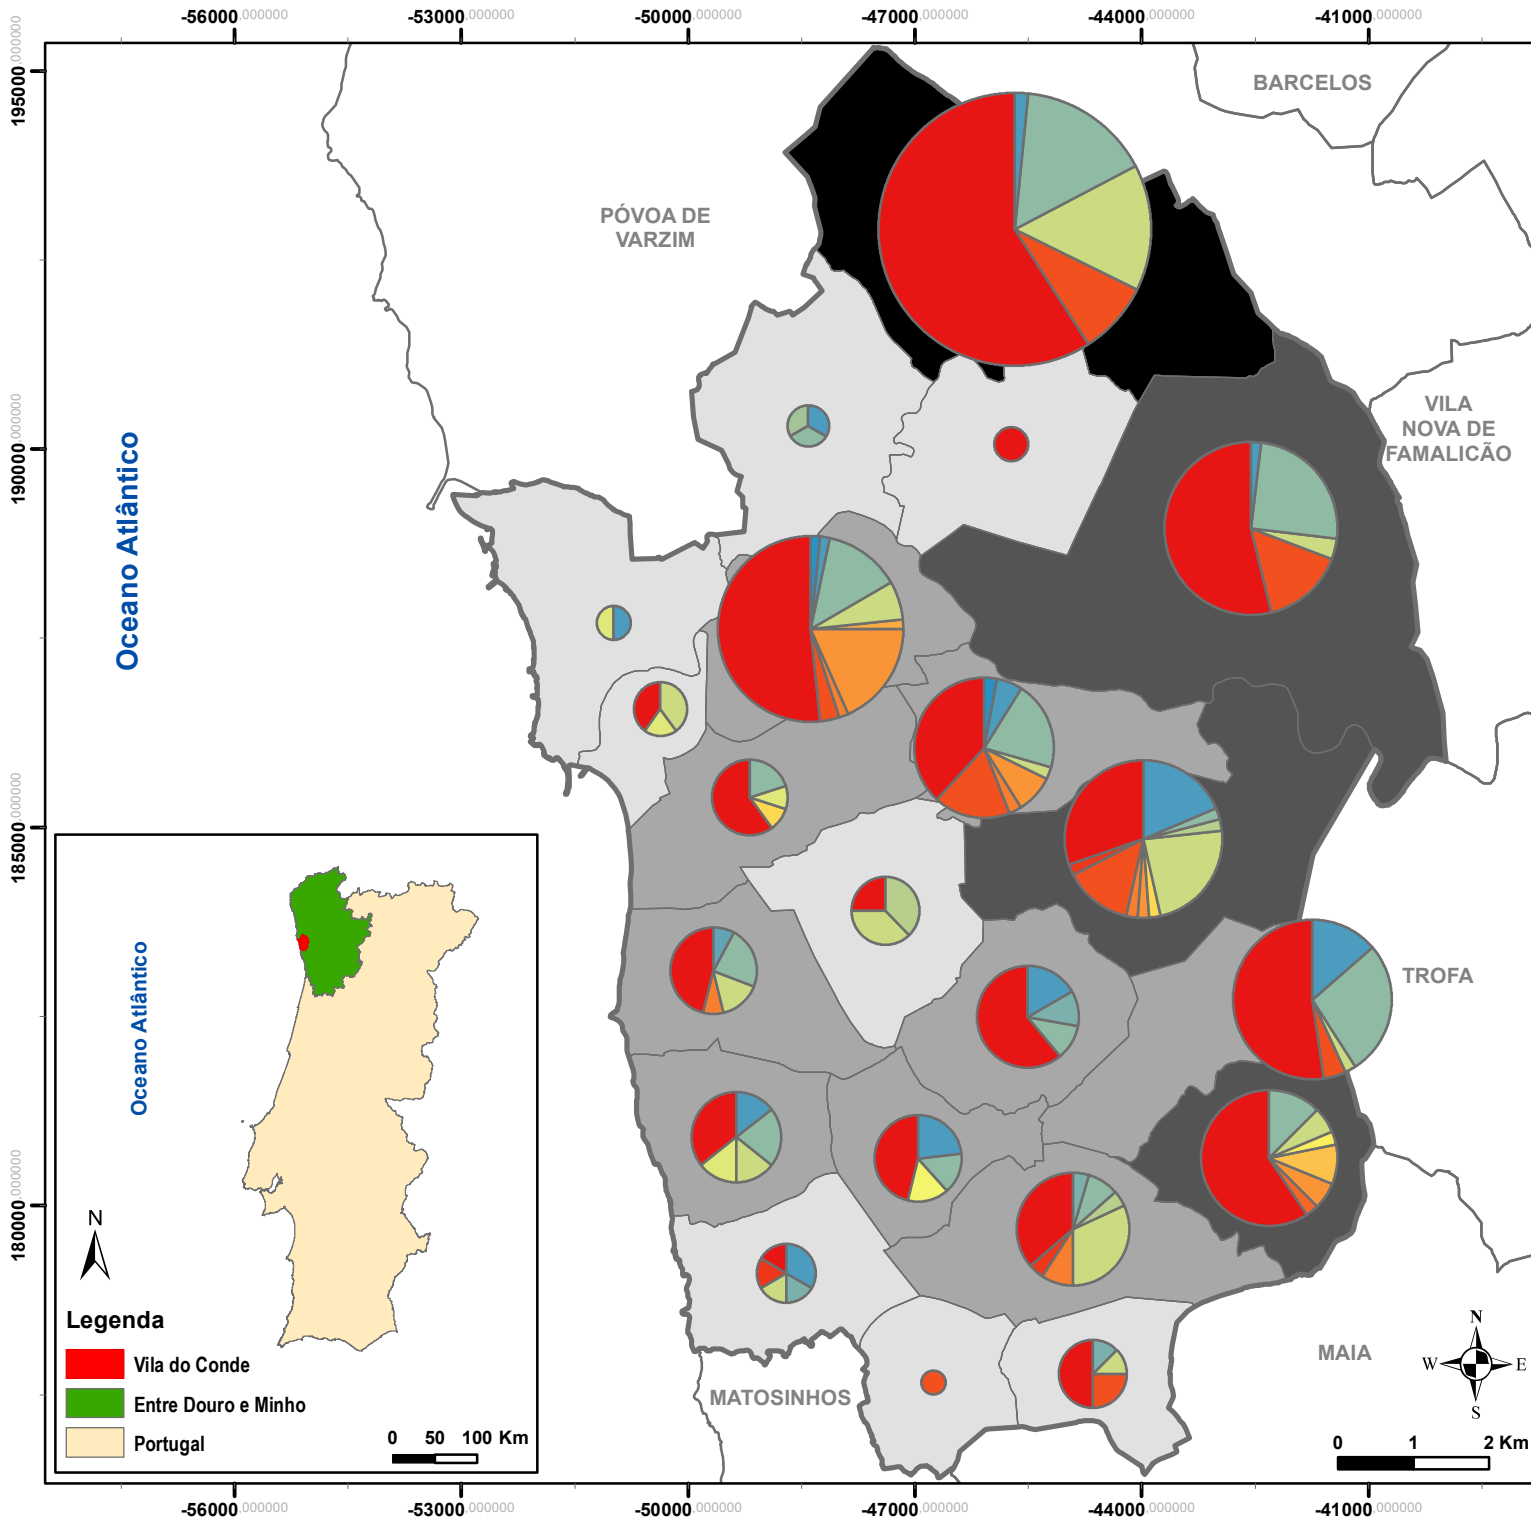 -56000,000000 -53000,000000 -50000,000000 -47000,000000 -44000,000000 -41000,000000
195000,000000
190000,000000
185000,000000
180000,000000
BARCELOS
PÓVOA DE
VARZIM
VILA
NOVA DE
FAMALICÃO
Oceano Atlântico
TROFA
MAIA
MATOSINHOS
Oceano Atlântico
N
Legenda
Vila do Conde
Entre Douro e Minho
Portugal
0 50 100 Km
N
W E
S
0 1 2 Km
-56000,000000 -53000,000000 -50000,000000 -47000,000000 -44000,000000 -41000,000000